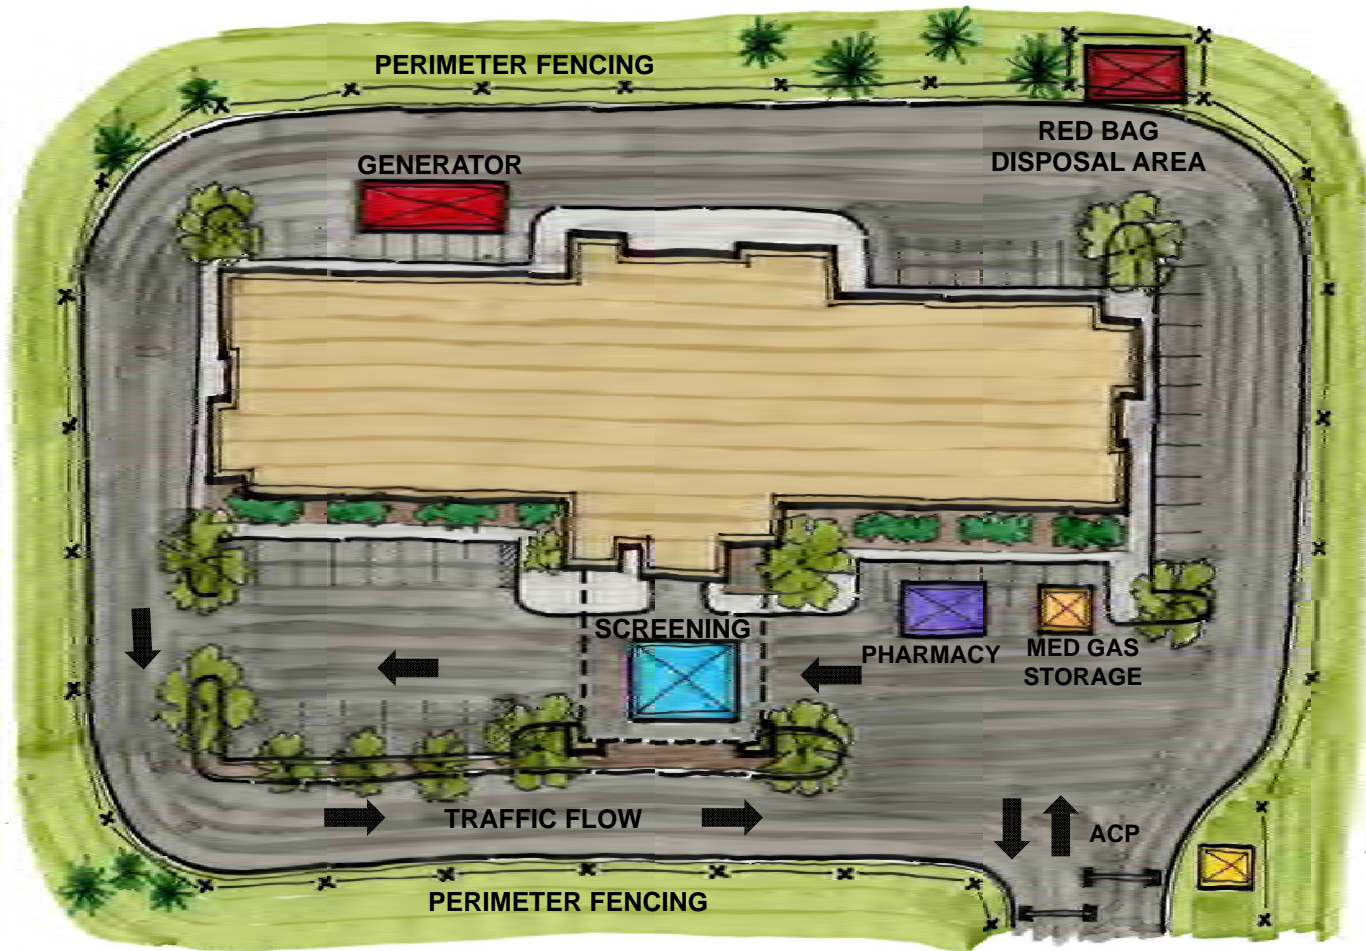 PERIMETER FENCING
RED BAG
DISPOSAL AREA
GENERATOR
SCREENING
PHARMACY
MED GAS
STORAGE
TRAFFIC FLOW
ACP
PERIMETER FENCING